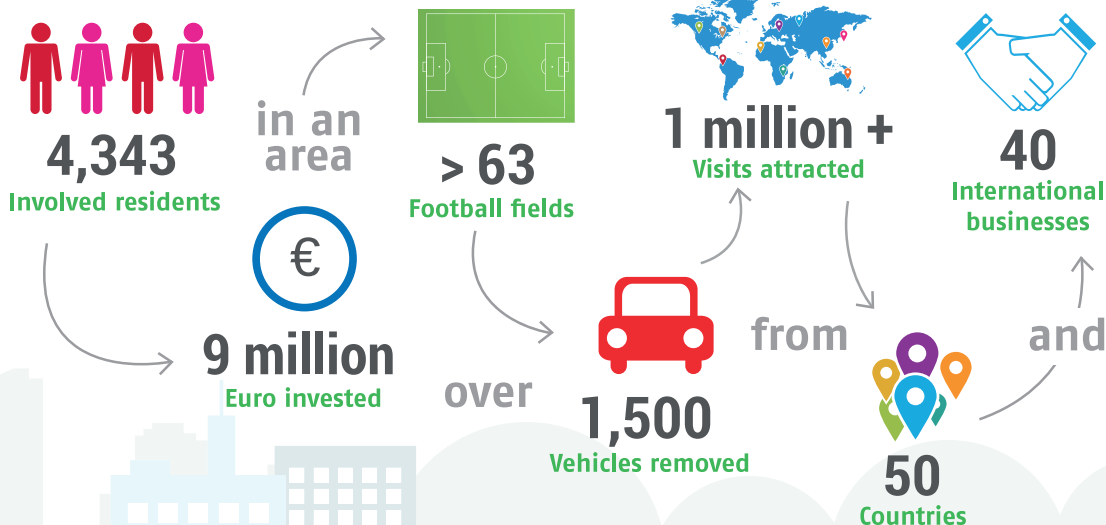 4,343
Involved residents
€
9 million
Euro invested
in an
area
> 63
Football fields
over
1,500
Vehicles removed
1 million +
Visits attracted
from
50
Countries
and
40
International
businesses